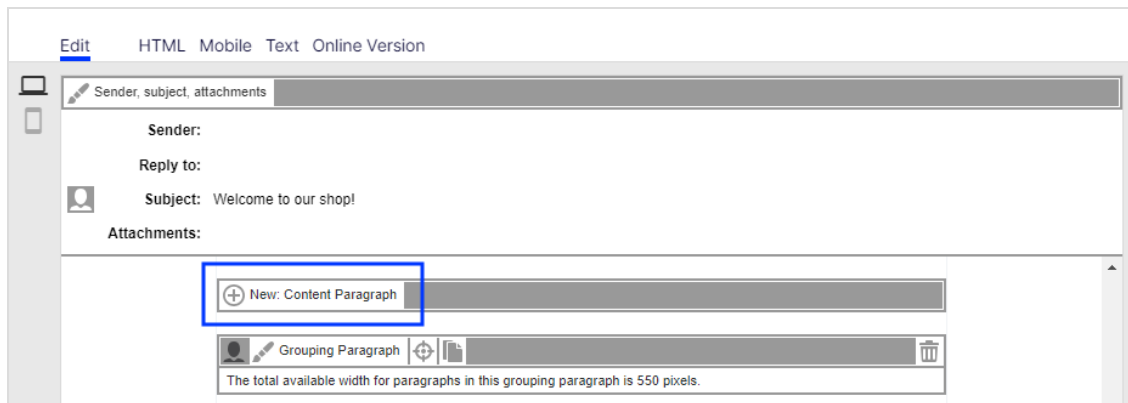 Edit HTML Mobile Text Online Version
Sender, subject, attachments
Sender:
Reply to:
Subject: Welcome to our shop!
Attachments:
New: Content Paragraph
Grouping Paragraph
The total available width for paragraphs in this grouping paragraph is 550 pixels.